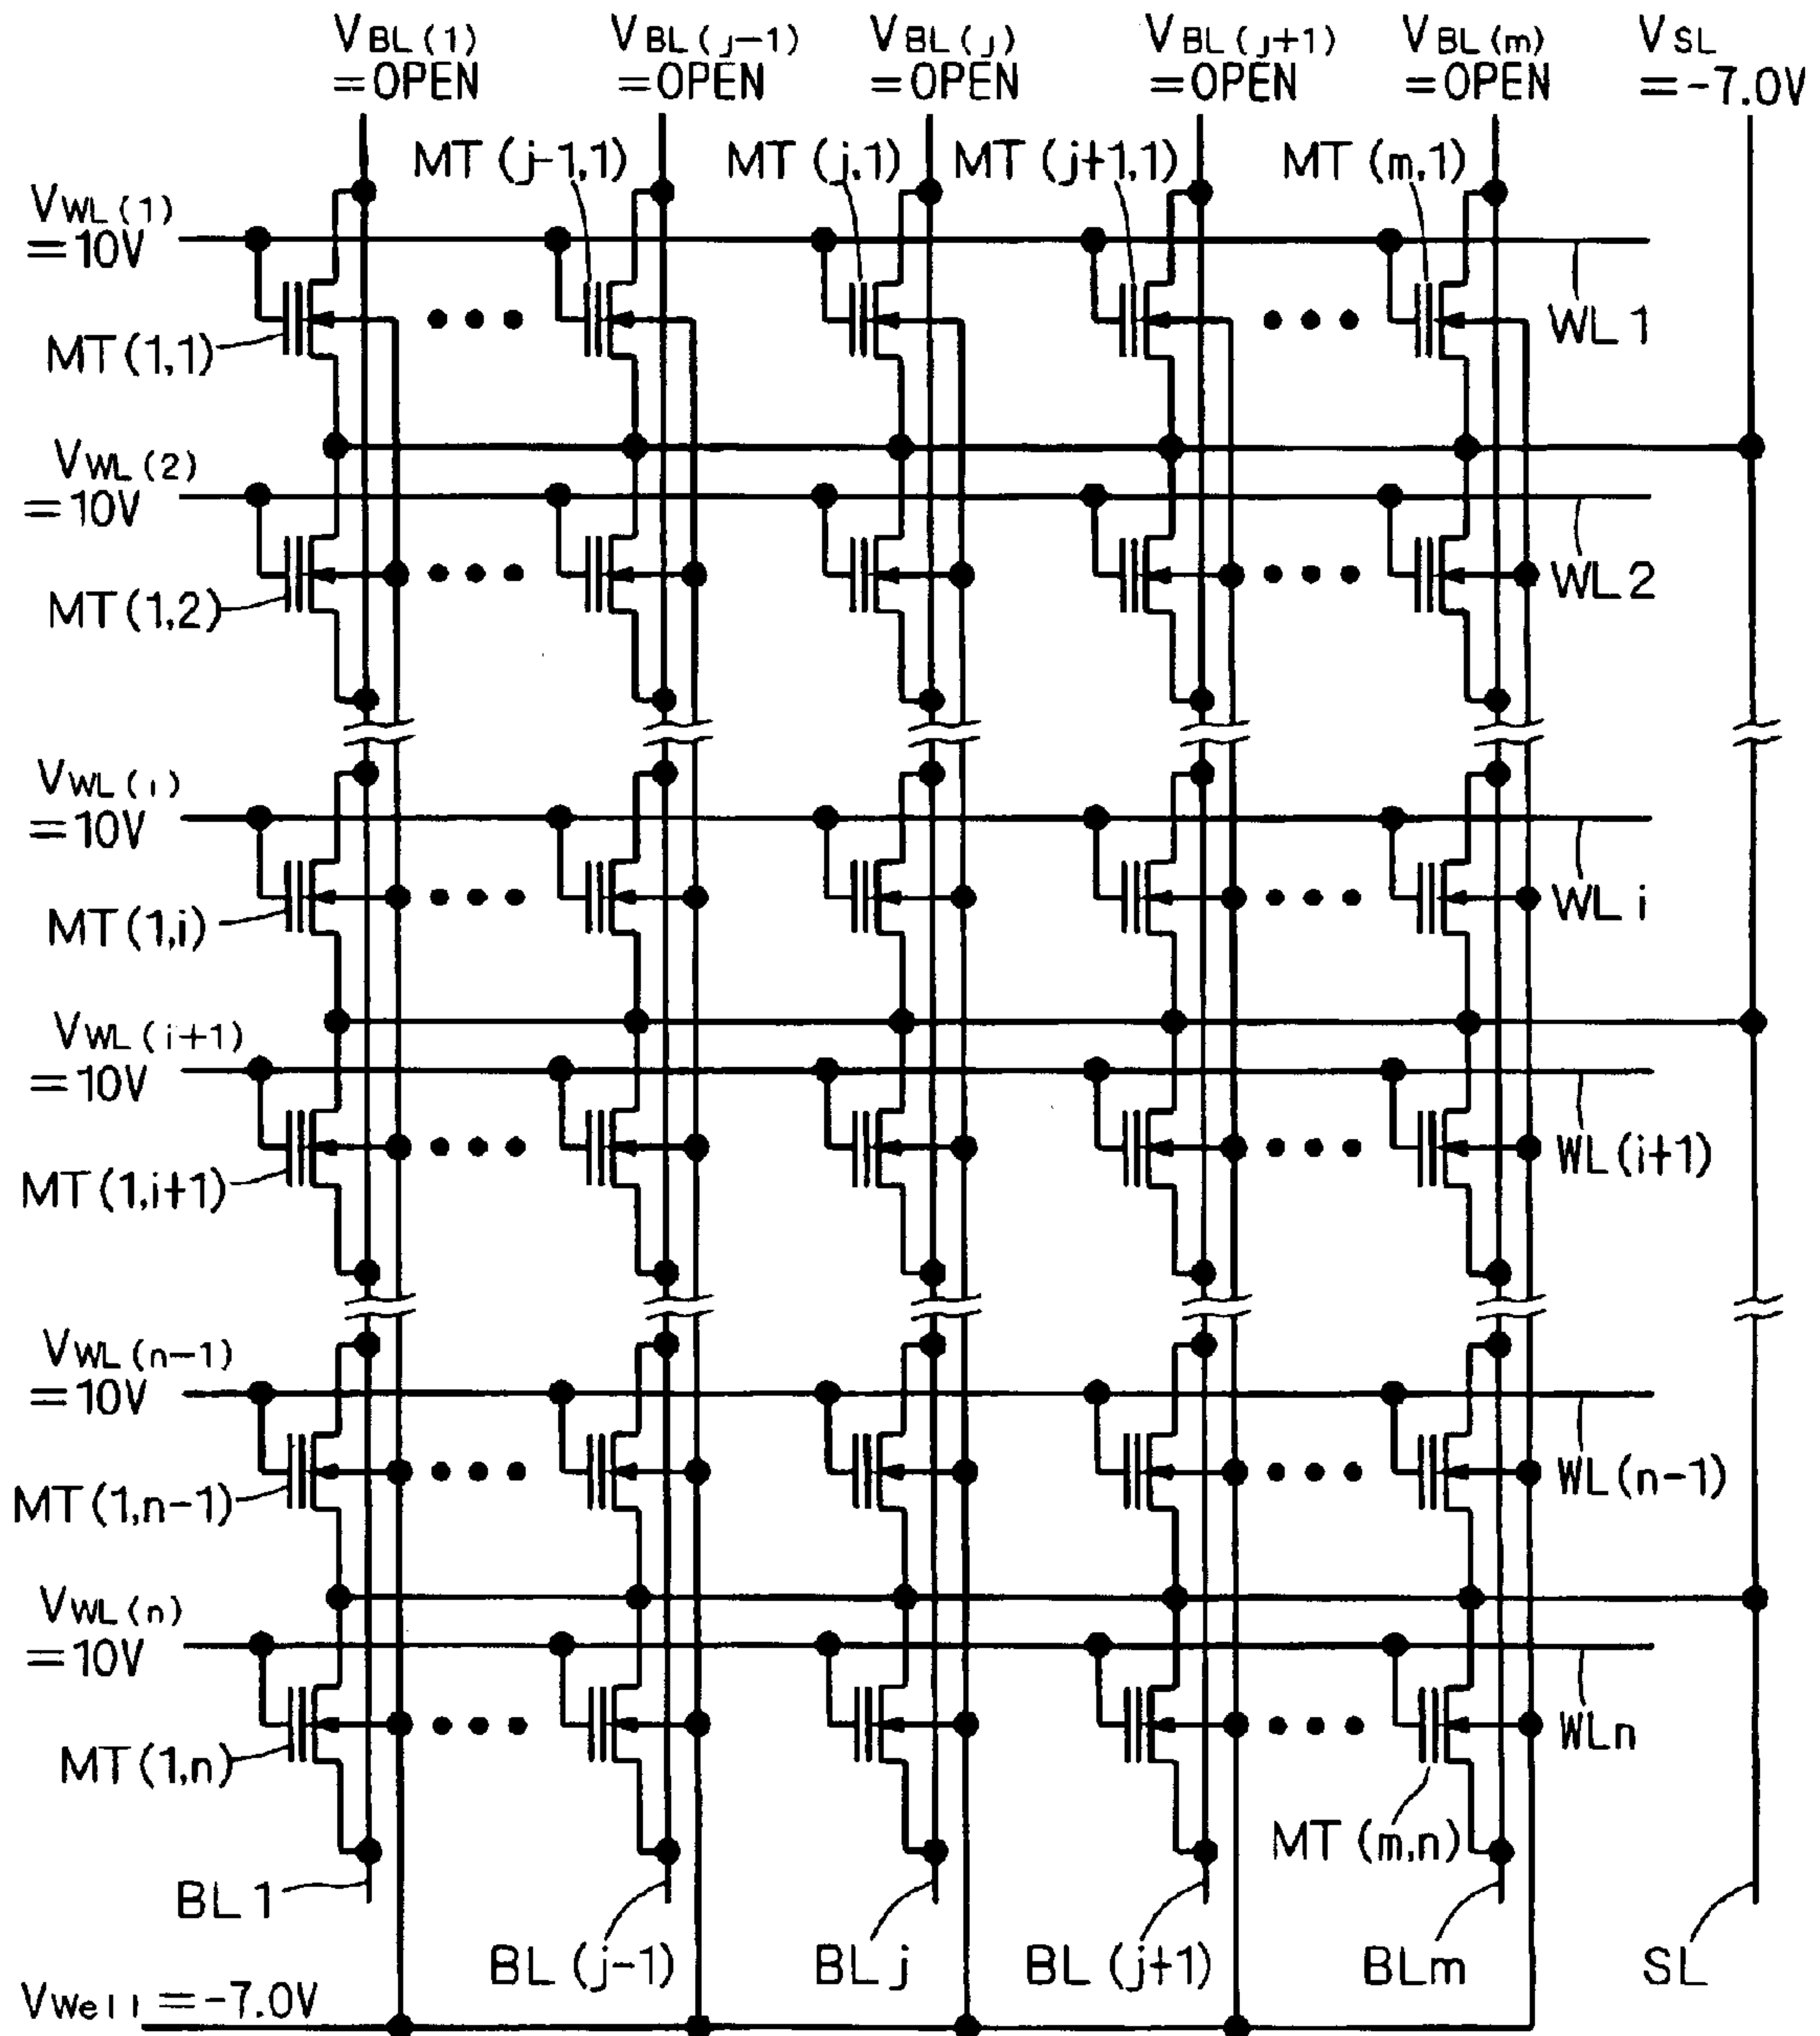 VBL(1)
=OPEN
VBL(j-1)
=OPEN
VBL(j)
=OPEN
VBL(j+1)
=OPEN
VBL(m)
=OPEN
VSL
=-7.0V
MT(j-1,1)
MT(j,1)
MT(j+1,1)
MT(m,1)
VWL(1)
=10V
MT(1,1)
WL1
VWL(2)
=10V
MT(1,2)
WL2
VWL(i)
=10V
MT(1,i)
WLi
VWL(i+1)
=10V
MT(1,i+1)
WL(i+1)
VWL(n-1)
=10V
MT(1,n-1)
WL(n-1)
VWL(n)
=10V
MT(1,n)
WLn
MT(m,n)
BL1
BL(j-1)
BLj
BL(j+1)
BLm
SL
VWell=-7.0V